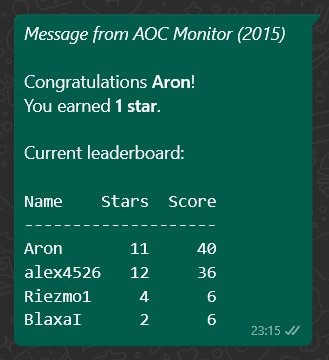 Message from AOC Monitor (2015)
Congratulations Aron!
You earned 1 star.
Current leaderboard:
Name    Stars  Score
--------------------
Aron       11     40
alex4526   12     36
Riezmo1     4      6
BlaxaI      2      6
23:15